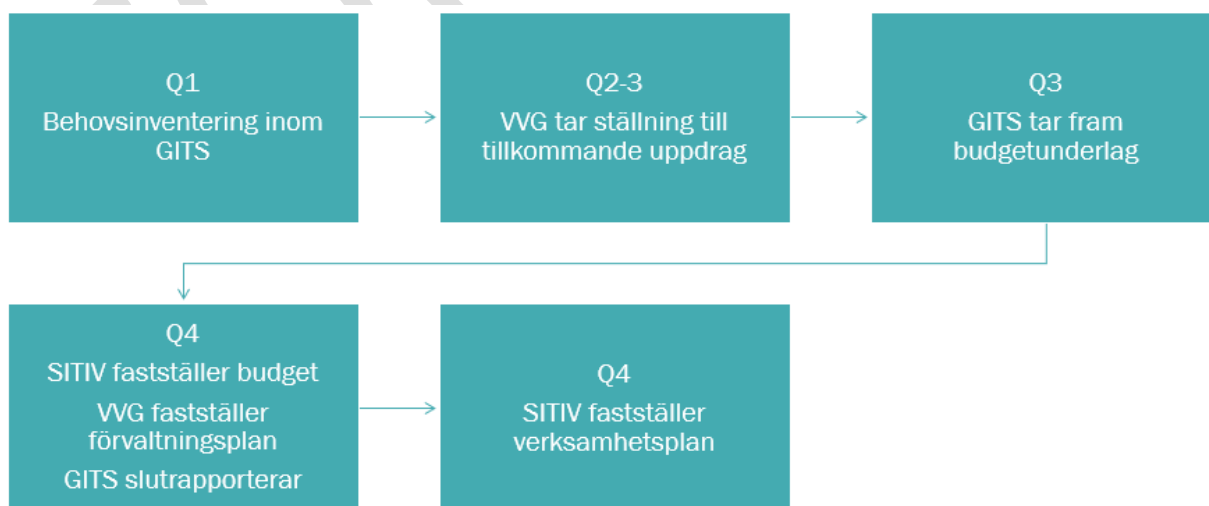 Q1
Behovsinventering inom
GITS
Q2-3
VVG tar ställning till
tillkommande uppdrag
Q3
GITS tar fram
budgetunderlag
Q4
SITIV fastställer budget
VVG fastställer
förvaltningsplan
GITS slutrapporterar
Q4
SITIV fastställer
verksamhetsplan